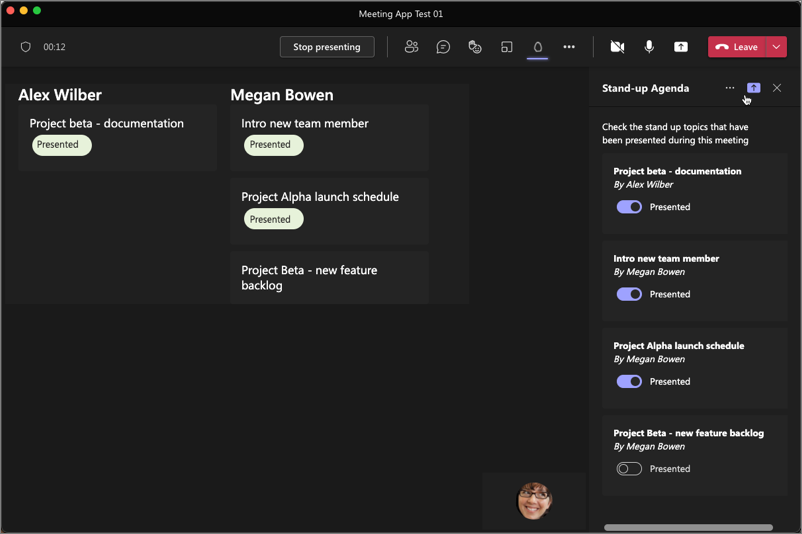 Meeting App Test 01
00:12
Stop presenting
Leave
Alex Wilber
Project beta - documentation
Presented
Megan Bowen
Intro new team member
Presented
Project Alpha launch schedule
Presented
Project Beta - new feature
backlog
Stand-up Agenda
Check the stand up topics that have
been presented during this meeting
Project beta - documentation
By Alex Wilber
Presented
Intro new team member
By Megan Bowen
Presented
Project Alpha launch schedule
By Megan Bowen
Presented
Project Beta - new feature backlog
By Megan Bowen
Presented